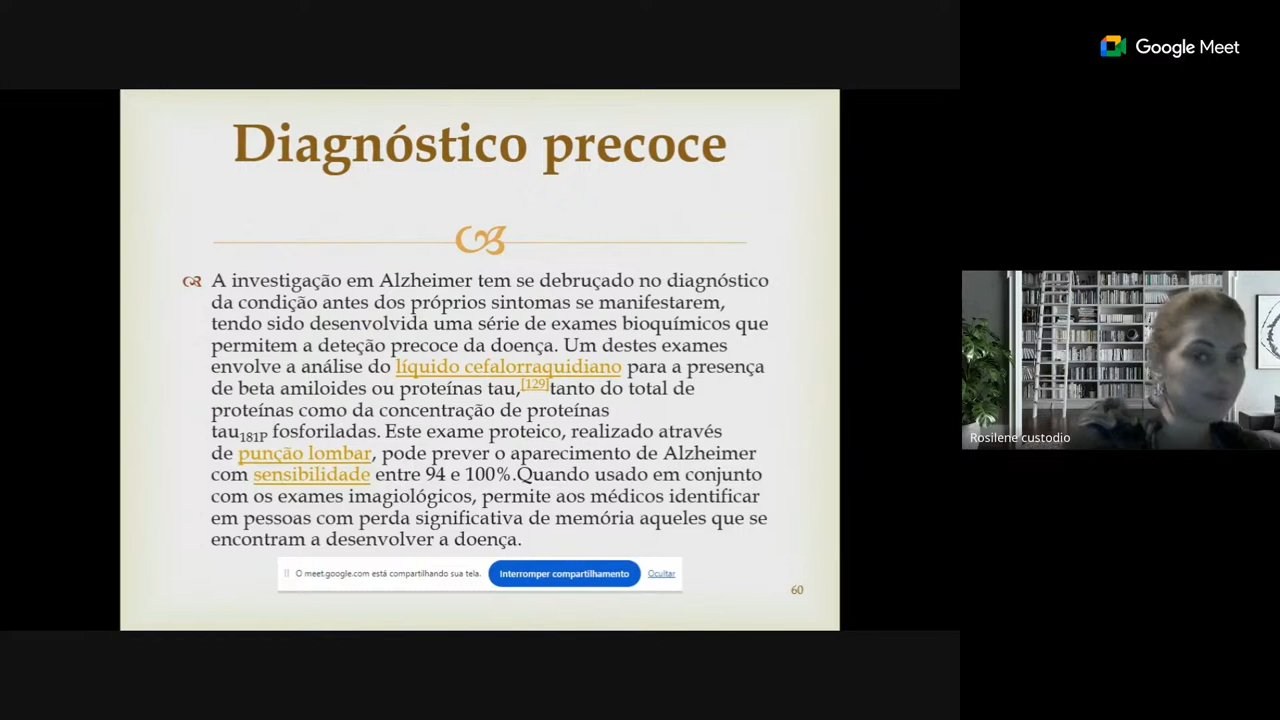 Google Meet
Diagnóstico precoce
A investigação em Alzheimer tem se debruçado no diagnóstico
da condição antes dos próprios sintomas se manifestarem,
tendo sido desenvolvida uma série de exames bioquímicos que
permitem a deteção precoce da doença. Um destes exames
envolve a análise do líquido cefalorraquidiano para a presença
de beta amiloides ou proteínas tau,[129]tanto do total de
proteínas como da concentração de proteínas
tau181P fosforiladas. Este exame proteico, realizado através
de punção lombar, pode prever o aparecimento de Alzheimer
com sensibilidade entre 94 e 100%.Quando usado em conjunto
com os exames imagiológicos, permite aos médicos identificar
em pessoas com perda significativa de memória aqueles que se
encontram a desenvolver a doença.
O meet.google.com está compartilhando sua tela. Interromper compartilhamento Ocultar
60
Rosilene custodio